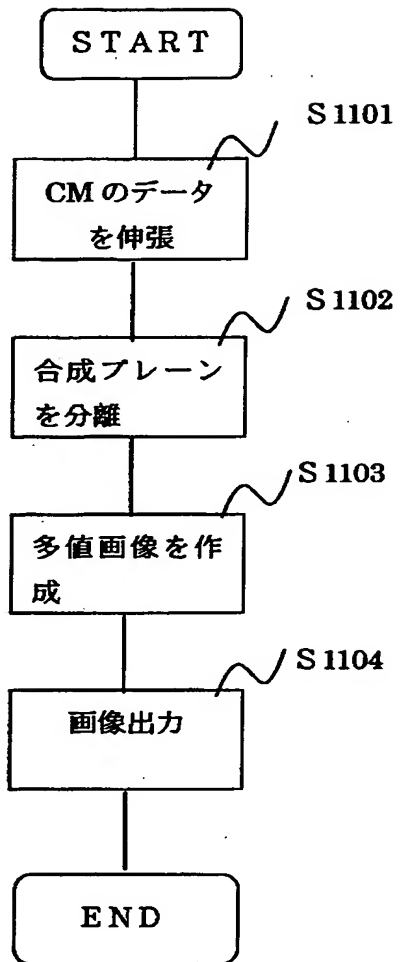 START
S1101
CMのデータ
を伸張
S1102
合成プレーン
を分離
S1103
多値画像を作
成
S1104
画像出力
END